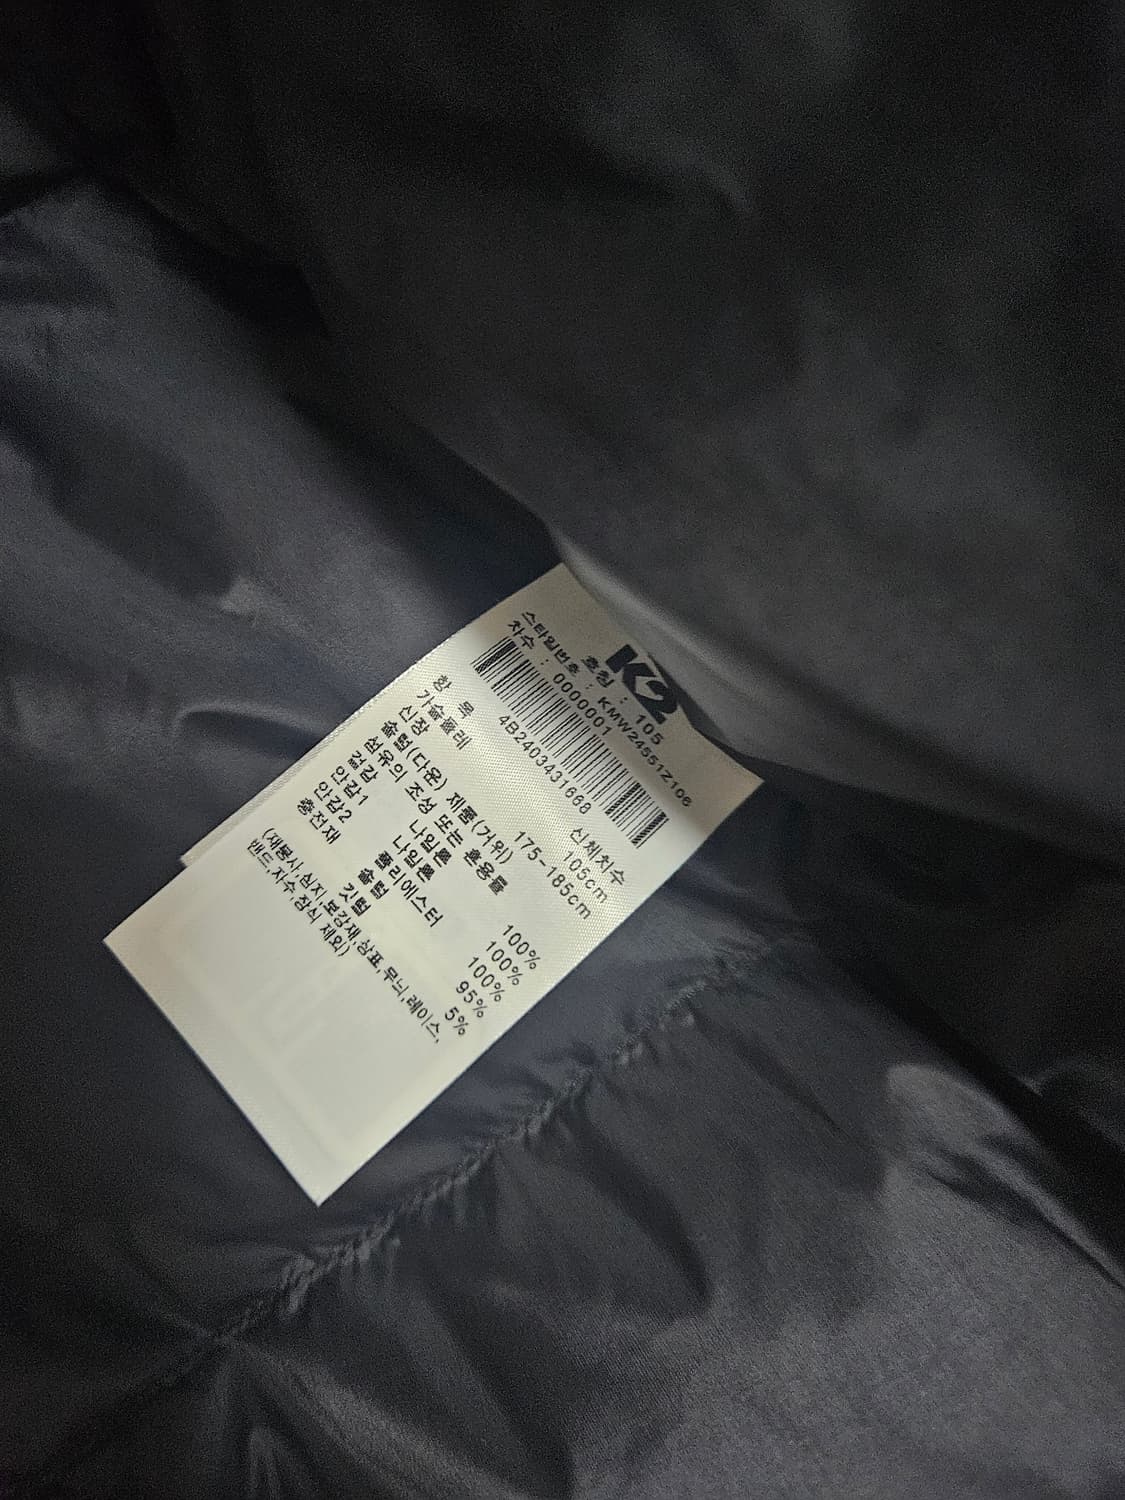 K2
호칭 : 105
스타일번호 : KMW24551Z106
차수 : 0000001
4B2403431668
항 목 신체치수
가슴둘레 105cm
신장 175-185cm
솜털(다운) 제품(거위)
섬유의 조성 또는 혼용률
겉감 나일론 100%
안감1 나일론 100%
안감2 폴리에스터 100%
충전재 솜털 95%
깃털 5%
(재봉사,심지,보강재,상표,무늬,레이스,
밴드,자수,장식 제외)